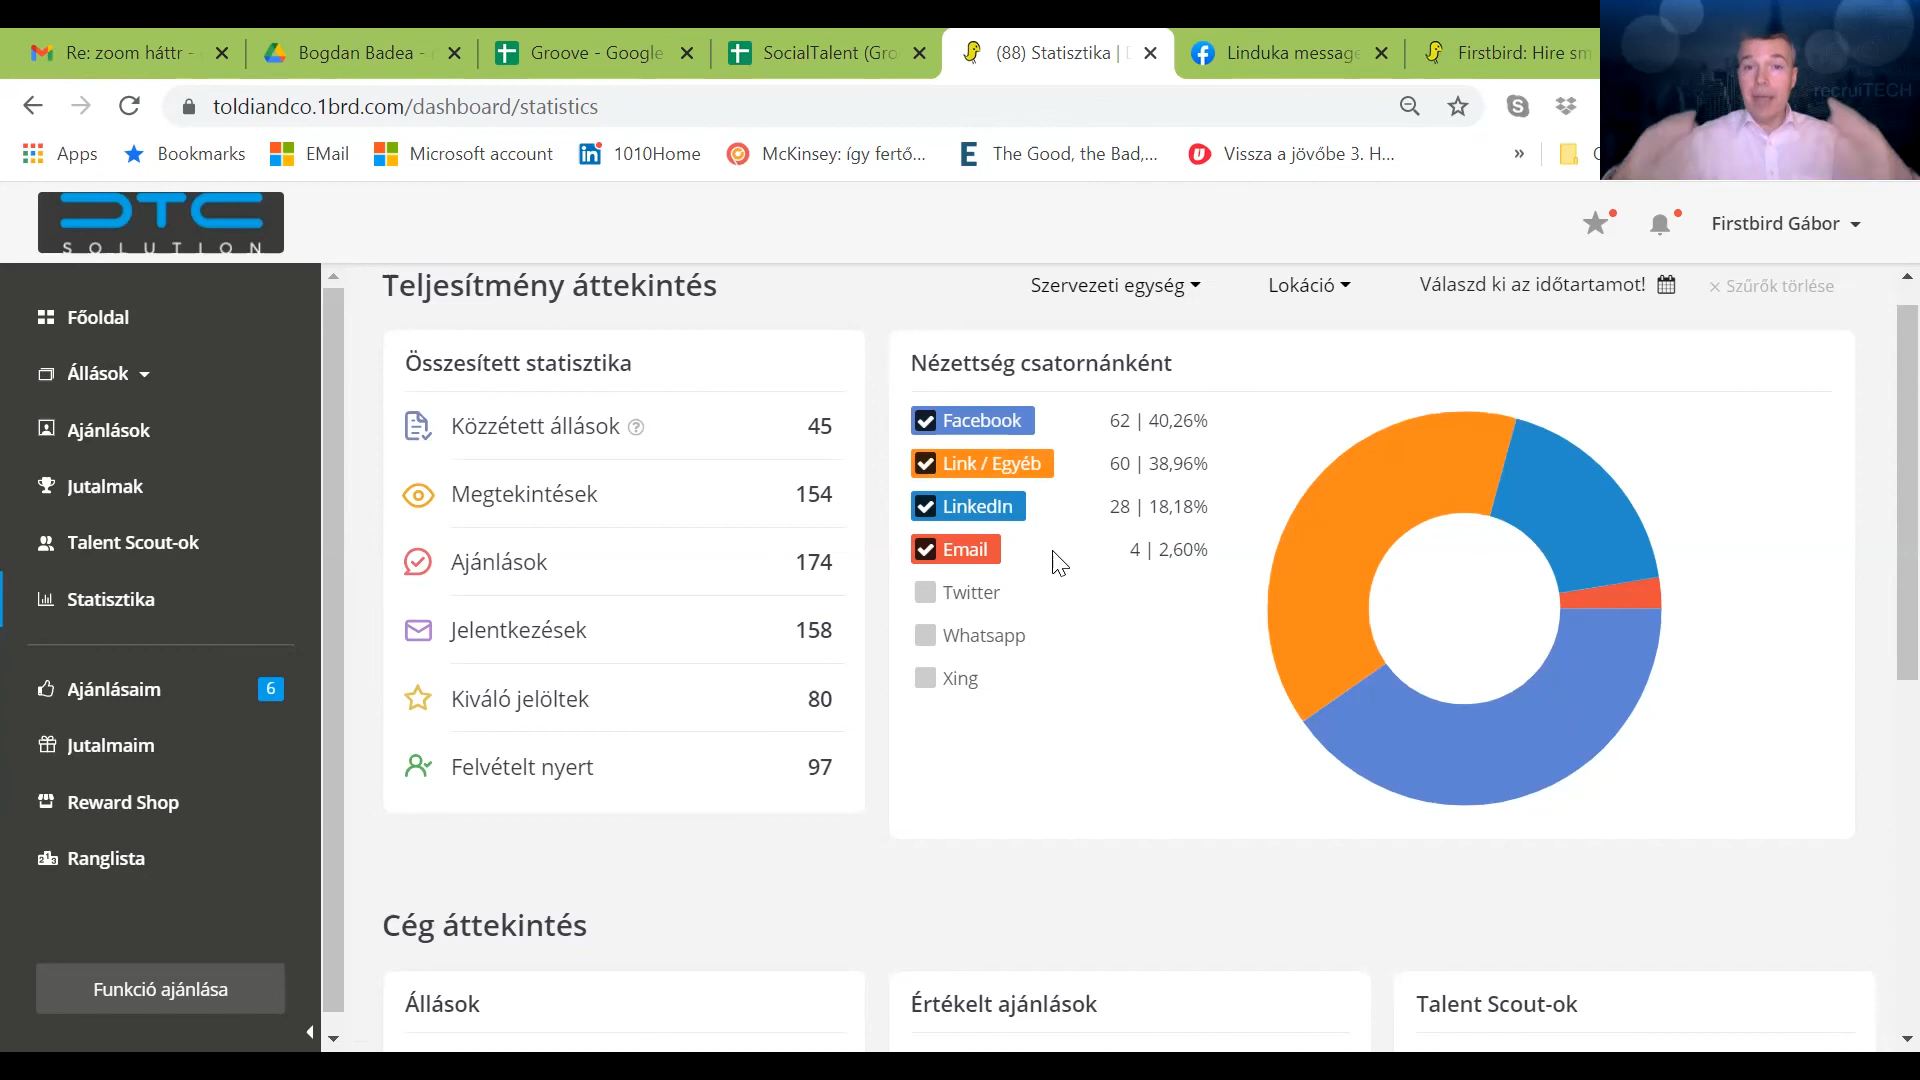 Re: zoom háttr -
Bogdan Badea -
Groove - Google
SocialTalent (Gro
(88) Statisztika |
Linduka message
Firstbird: Hire sm
recruiTECH
toldiandco.1brd.com/dashboard/statistics
Apps
Bookmarks
EMail
Microsoft account
1010Home
McKinsey: így fertő...
The Good, the Bad,...
Vissza a jövőbe 3. H...
»
DTC
SOLUTION
Firstbird Gábor
Főoldal
Állások
Ajánlások
Jutalmak
Talent Scout-ok
Statisztika
Ajánlásaim 6
Jutalmaim
Reward Shop
Ranglista
Funkció ajánlása
Teljesítmény áttekintés
Szervezeti egység
Lokáció
Válaszd ki az időtartamot!
× Szűrők törlése
Összesített statisztika
Közzétett állások ? 45
Megtekintések 154
Ajánlások 174
Jelentkezések 158
Kiváló jelöltek 80
Felvételt nyert 97
Nézettség csatornánként
Facebook 62 | 40,26%
Link / Egyéb 60 | 38,96%
LinkedIn 28 | 18,18%
Email 4 | 2,60%
Twitter
Whatsapp
Xing
Cég áttekintés
Állások
Értékelt ajánlások
Talent Scout-ok